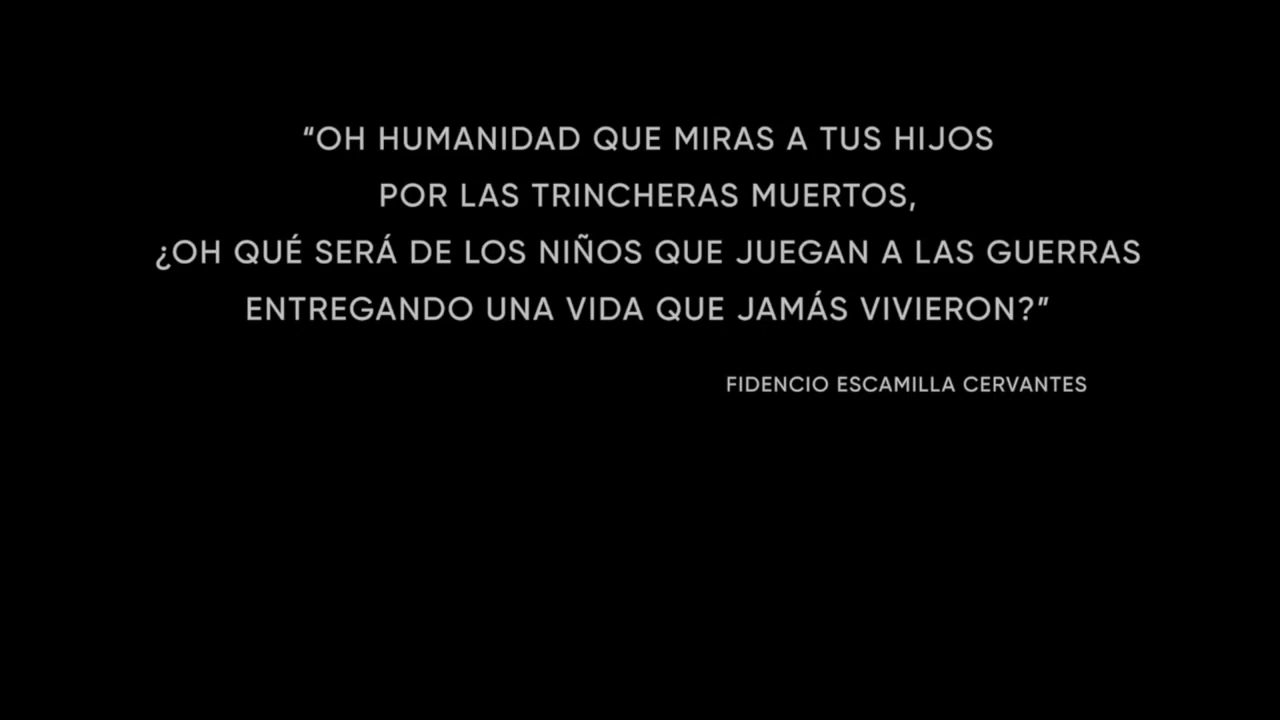 “OH HUMANIDAD QUE MIRAS A TUS HIJOS
POR LAS TRINCHERAS MUERTOS,
¿OH QUÉ SERÁ DE LOS NIÑOS QUE JUEGAN A LAS GUERRAS
ENTREGANDO UNA VIDA QUE JAMÁS VIVIERON?”
FIDENCIO ESCAMILLA CERVANTES